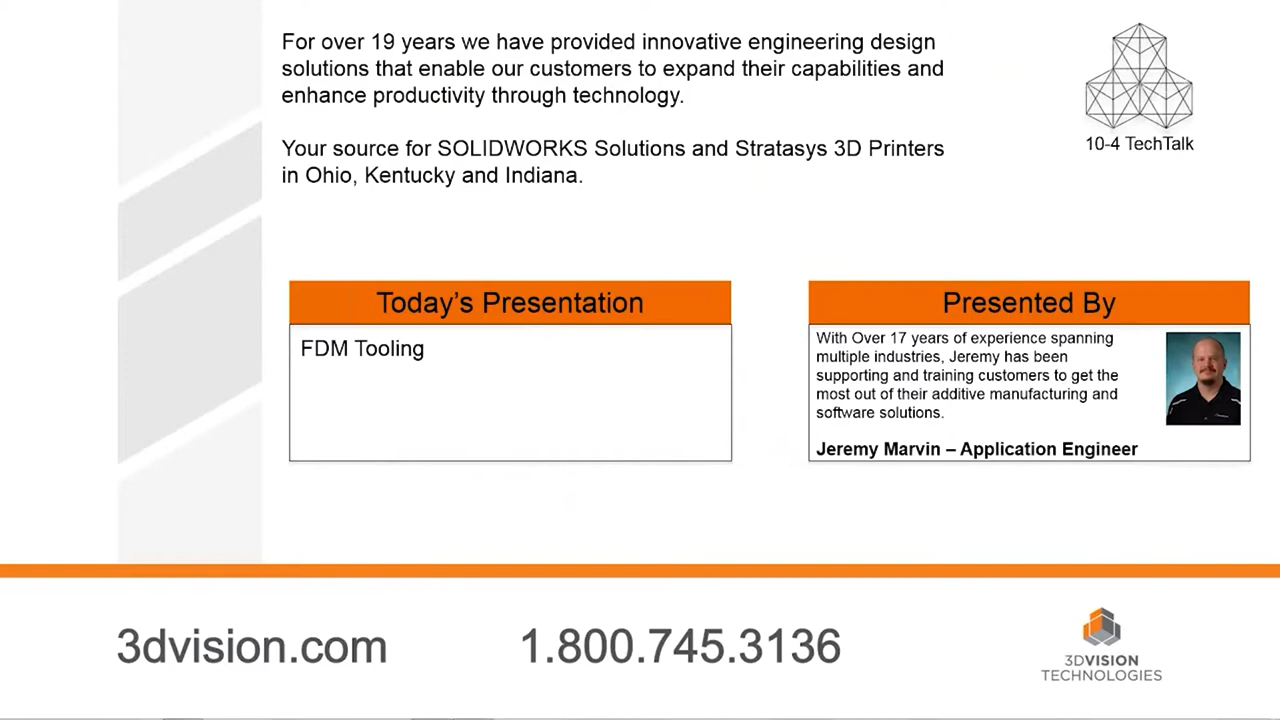 For over 19 years we have provided innovative engineering design
solutions that enable our customers to expand their capabilities and
enhance productivity through technology.
Your source for SOLIDWORKS Solutions and Stratasys 3D Printers
in Ohio, Kentucky and Indiana.
10-4 TechTalk
Today's Presentation
FDM Tooling
Presented By
With Over 17 years of experience spanning
multiple industries, Jeremy has been
supporting and training customers to get the
most out of their additive manufacturing and
software solutions.
Jeremy Marvin – Application Engineer
3dvision.com
1.800.745.3136
3DVISION
TECHNOLOGIES